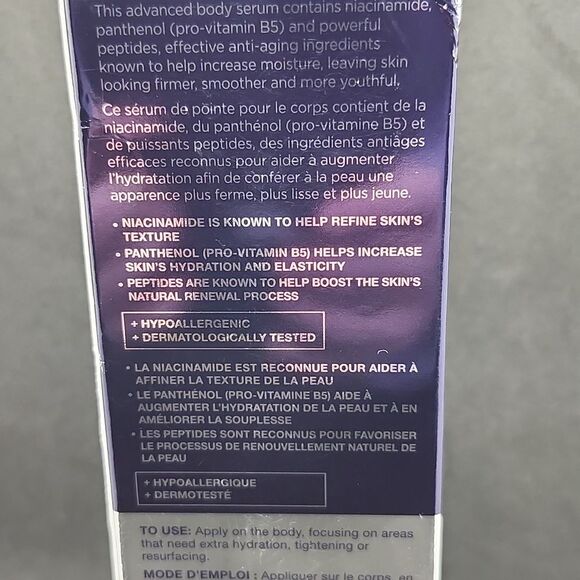 This advanced body serum contains niacinamide,
panthenol (pro-vitamin B5) and powerful
peptides, effective anti-aging ingredients
known to help increase moisture, leaving skin
looking firmer, smoother and more youthful.
Ce sérum de pointe pour le corps contient de la
niacinamide, du panthénol (pro-vitamine B5) et
de puissants peptides, des ingrédients antiâges
efficaces reconnus pour aider à augmenter
l'hydratation afin de conférer à la peau une
apparence plus ferme, plus lisse et plus jeune.
• NIACINAMIDE IS KNOWN TO HELP REFINE SKIN'S
TEXTURE
• PANTHENOL (PRO-VITAMIN B5) HELPS INCREASE
SKIN'S HYDRATION AND ELASTICITY
• PEPTIDES ARE KNOWN TO HELP BOOST THE SKIN'S
NATURAL RENEWAL PROCESS
+ HYPOALLERGENIC
+ DERMATOLOGICALLY TESTED
• LA NIACINAMIDE EST RECONNUE POUR AIDER À
AFFINER LA TEXTURE DE LA PEAU
• LE PANTHÉNOL (PRO-VITAMINE B5) AIDE À
AUGMENTER L'HYDRATATION DE LA PEAU ET À EN
AMÉLIORER LA SOUPLESSE
• LES PEPTIDES SONT RECONNUS POUR FAVORISER
LE PROCESSUS DE RENOUVELLEMENT NATUREL DE
LA PEAU
+ HYPOALLERGIQUE
+ DERMOTESTÉ
TO USE: Apply on the body, focusing on areas
that need extra hydration, tightening or
resurfacing.
MODE D'EMPLOI : Appliquer sur le corps, en